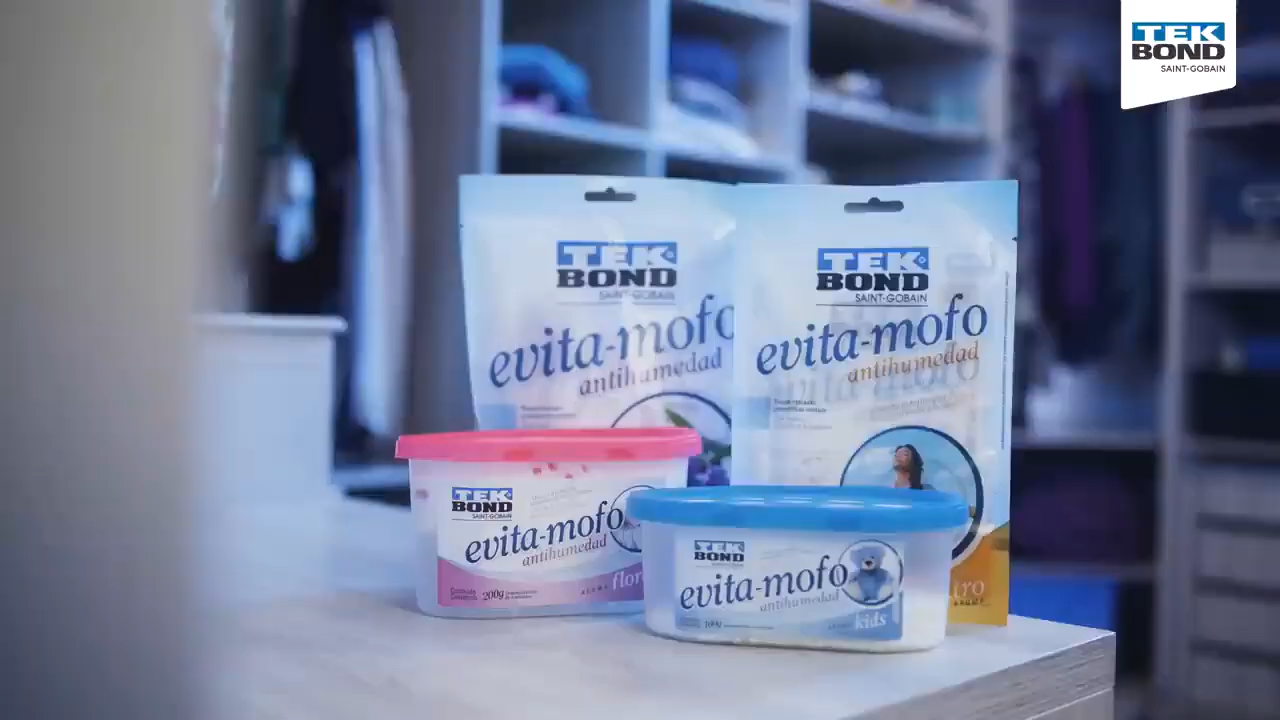 TEK
BOND
SAINT-GOBAIN
TEK
BOND
SAINT-GOBAIN
evita-mofo
antihumedad
TEK
BOND
SAINT-GOBAIN
evita-mofo
antihumedad
TEK
BOND
SAINT-GOBAIN
evita-mofo
antihumedad
200g
TEK
BOND
evita-mofo
antihumedad
kids